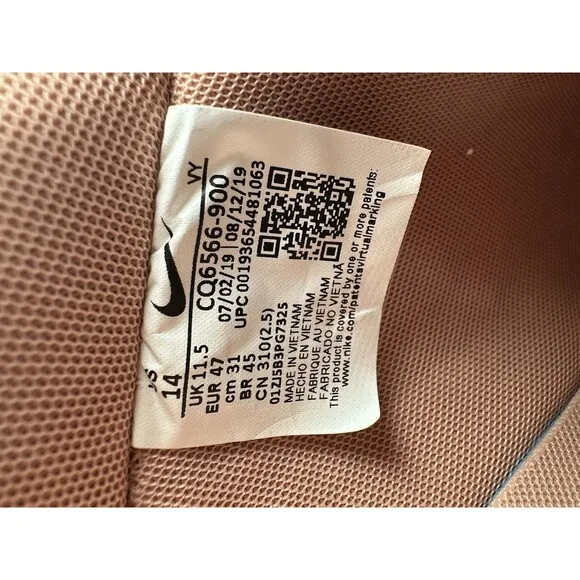 VY
CQ6566-900
07/02/19 08/12/19
UPC 00193654481063
US
14
UK 11.5
EUR 47
cm 31
BR 45
CN 310(2.5)
01ZJ5B3PG7325
MADE IN VIETNAM
HECHO EN VIETNAM
FABRIQUE AU VIETNAM
FABRICADO NO VIETNÃ
This product is covered by one or more patents:
www.nike.com/patentsvirtualmarking